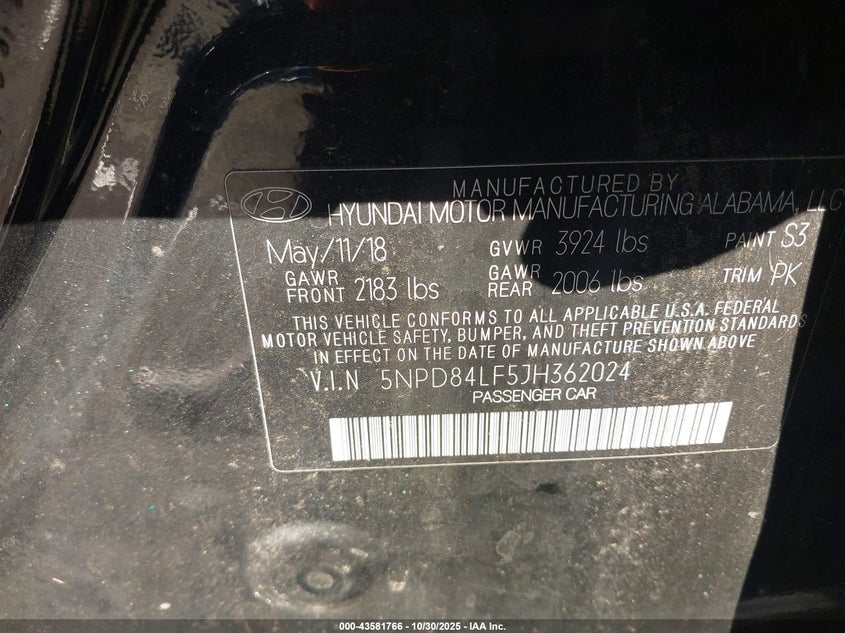 MANUFACTURED BY
HYUNDAI MOTOR MANUFACTURING ALABAMA, LLC
May/11/18 GVWR 3924 lbs PAINT S3
GAWR FRONT 2183 lbs GAWR REAR 2006 lbs TRIM PK
THIS VEHICLE CONFORMS TO ALL APPLICABLE U.S.A. FEDERAL
MOTOR VEHICLE SAFETY, BUMPER, AND THEFT PREVENTION STANDARDS
IN EFFECT ON THE DATE OF MANUFACTURE SHOWN ABOVE
V.I.N 5NPD84LF5JH362024
PASSENGER CAR
000-43581766 - 10/30/2025 - IAA Inc.